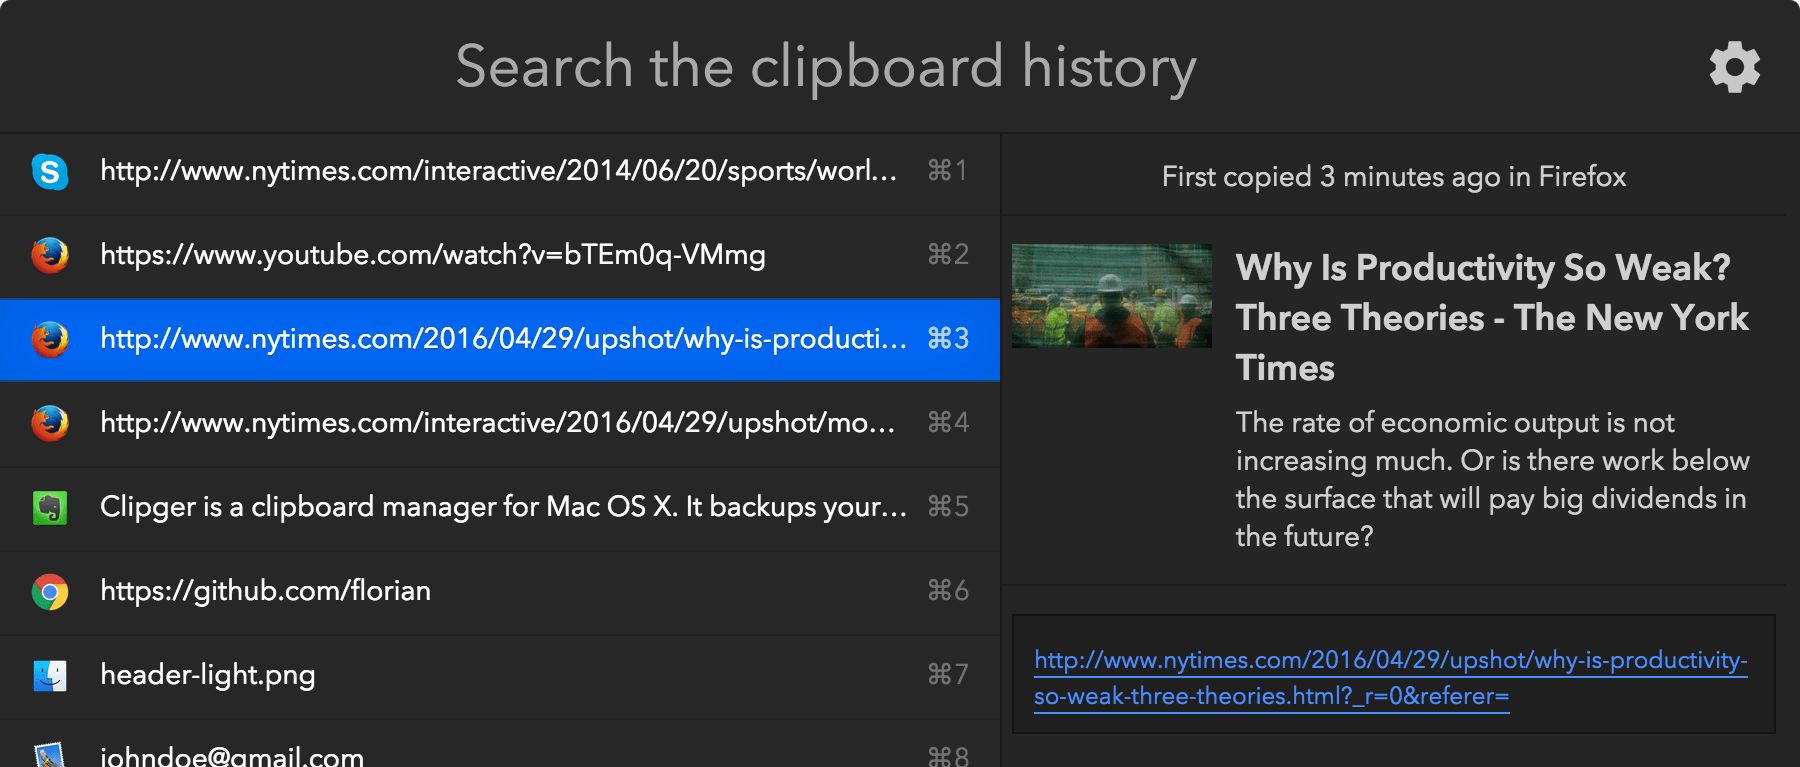 Search the clipboard history
http://www.nytimes.com/interactive/2014/06/20/sports/worl... ⌘1
https://www.youtube.com/watch?v=bTEm0q-VMmg ⌘2
http://www.nytimes.com/2016/04/29/upshot/why-is-producti... ⌘3
http://www.nytimes.com/interactive/2016/04/29/upshot/mo... ⌘4
Clipger is a clipboard manager for Mac OS X. It backups your... ⌘5
https://github.com/florian ⌘6
header-light.png ⌘7
johndoe@gmail.com ⌘8
First copied 3 minutes ago in Firefox
Why Is Productivity So Weak?
Three Theories - The New York
Times
The rate of economic output is not
increasing much. Or is there work below
the surface that will pay big dividends in
the future?
http://www.nytimes.com/2016/04/29/upshot/why-is-productivity-
so-weak-three-theories.html?_r=0&referer=